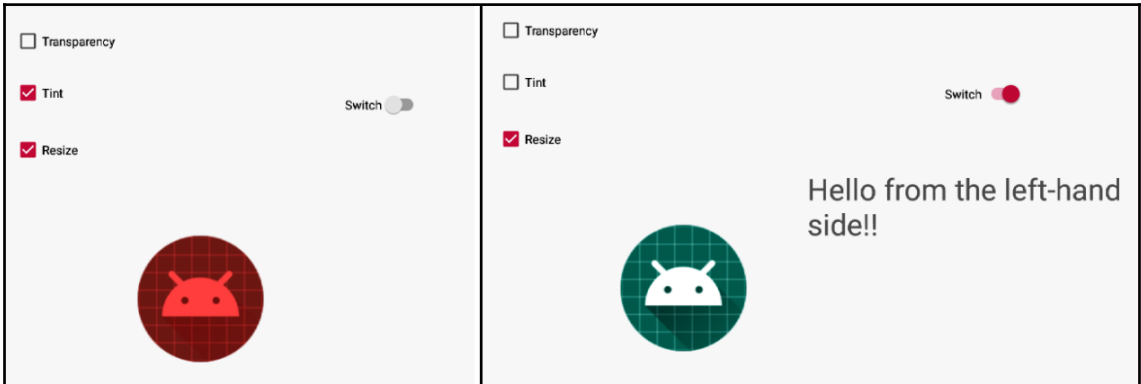 Transparency
Tint
Switch
Resize
Transparency
Tint
Switch
Resize
Hello from the left-hand
side!!